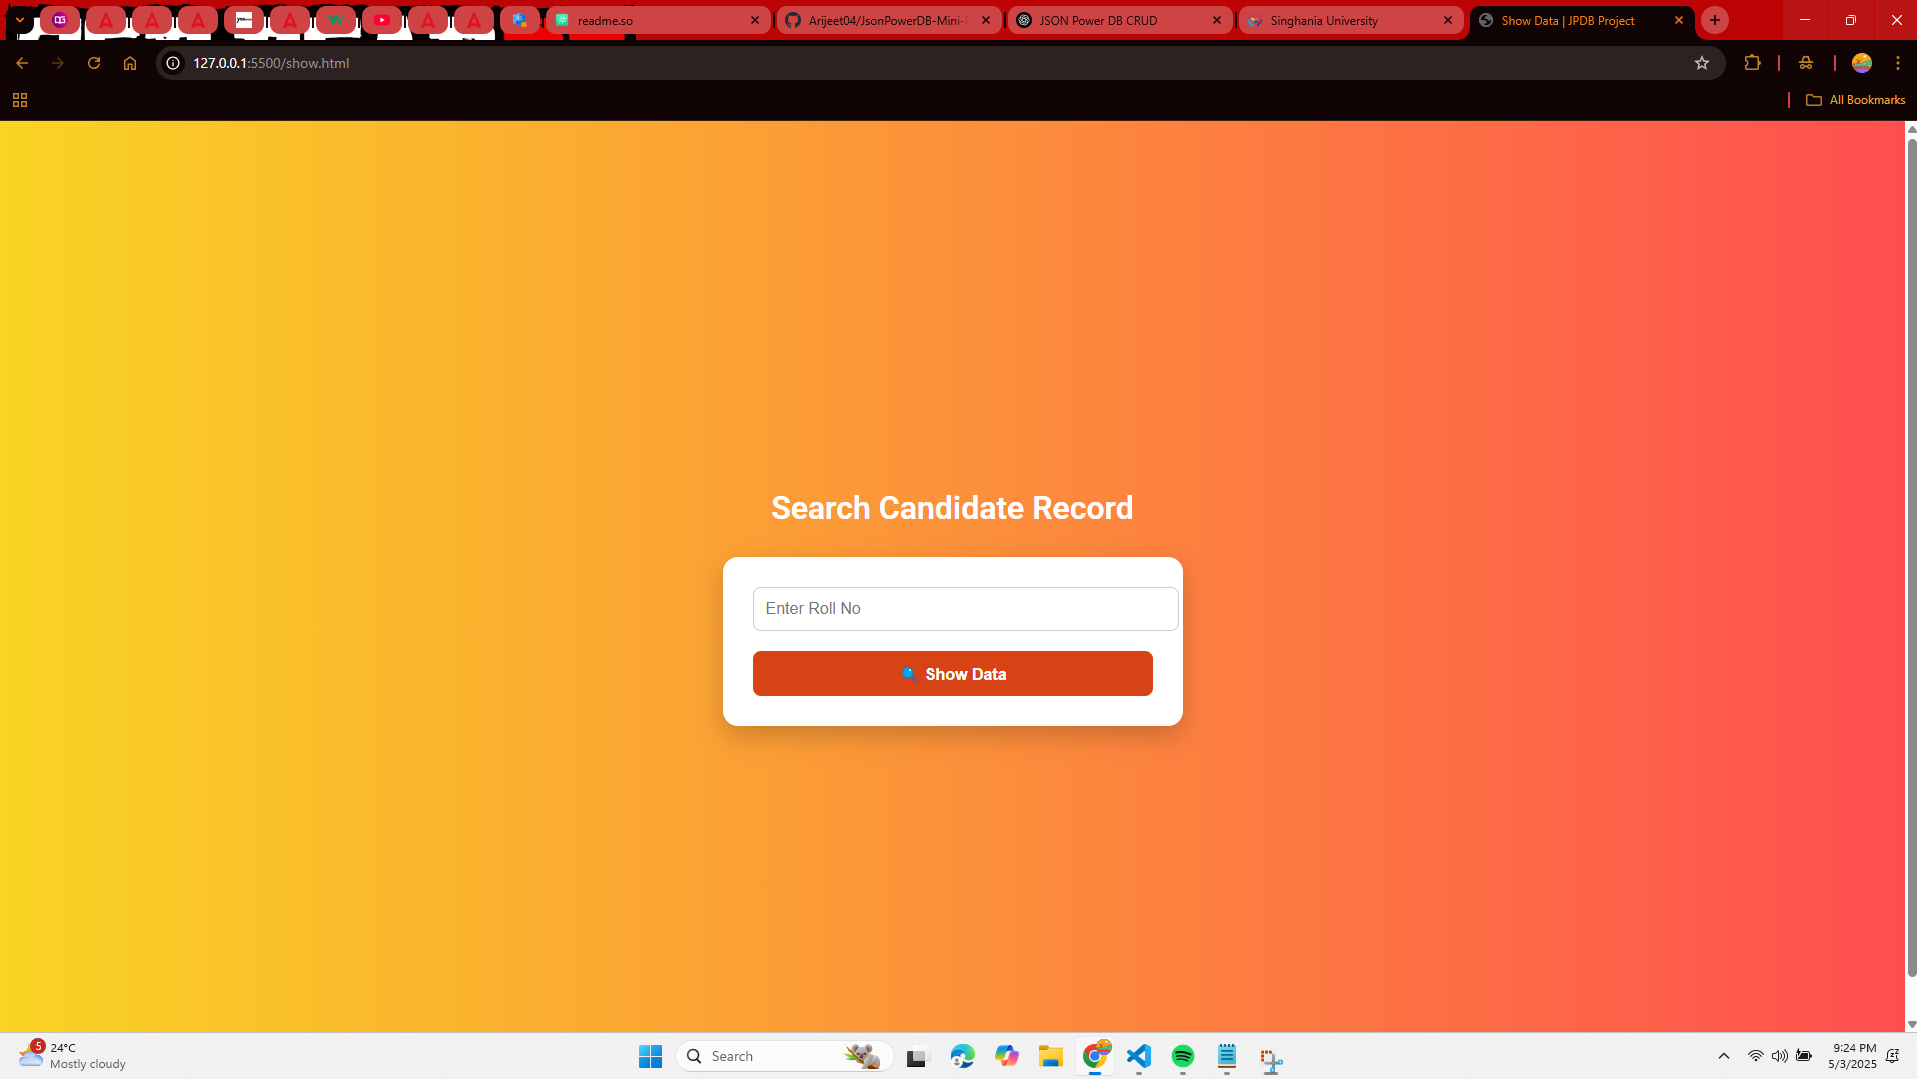 readme.so
Arijeet04/JsonPowerDB-Mini-P
JSON Power DB CRUD
Singhania University
Show Data | JPDB Project
127.0.0.1:5500/show.html
All Bookmarks
Search Candidate Record
Enter Roll No
Show Data
5
24°C
Mostly cloudy
Search
9:24 PM
5/3/2025